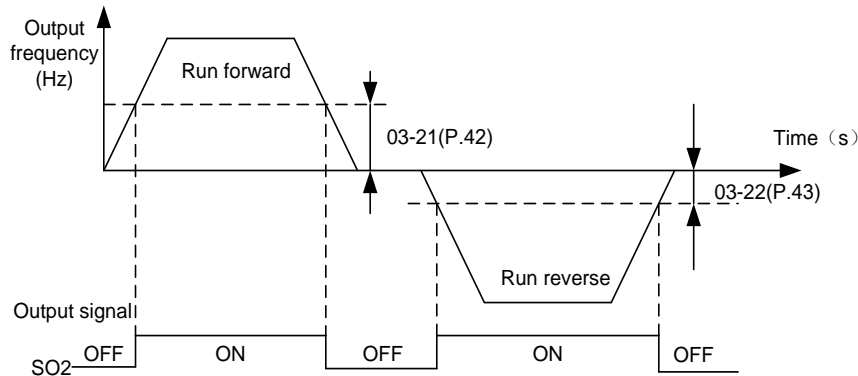 Output
frequency
(Hz)
Run forward
03-21(P.42)
Time（s）
03-22(P.43)
Run reverse
Output signal
SO2 OFF ON OFF ON OFF